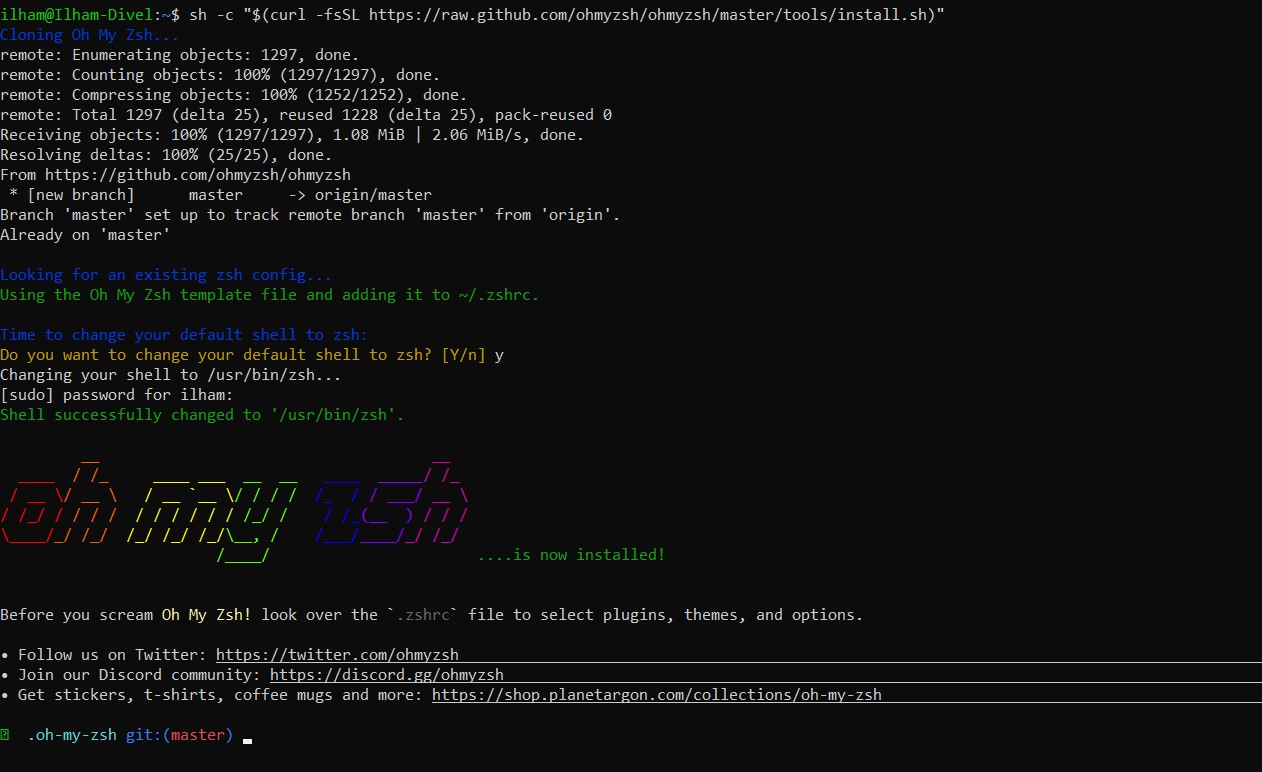 ilham@Ilham-Divel:~$ sh -c "$(curl -fsSL https://raw.github.com/ohmyzsh/ohmyzsh/master/tools/install.sh)"
Cloning Oh My Zsh...
remote: Enumerating objects: 1297, done.
remote: Counting objects: 100% (1297/1297), done.
remote: Compressing objects: 100% (1252/1252), done.
remote: Total 1297 (delta 25), reused 1228 (delta 25), pack-reused 0
Receiving objects: 100% (1297/1297), 1.08 MiB | 2.06 MiB/s, done.
Resolving deltas: 100% (25/25), done.
From https://github.com/ohmyzsh/ohmyzsh
 * [new branch]      master     -> origin/master
Branch 'master' set up to track remote branch 'master' from 'origin'.
Already on 'master'
Looking for an existing zsh config...
Using the Oh My Zsh template file and adding it to ~/.zshrc.
Time to change your default shell to zsh:
Do you want to change your default shell to zsh? [Y/n] y
Changing your shell to /usr/bin/zsh...
[sudo] password for ilham:
Shell successfully changed to '/usr/bin/zsh'.
oh my zsh
....is now installed!
Before you scream Oh My Zsh! look over the `.zshrc` file to select plugins, themes, and options.
• Follow us on Twitter: https://twitter.com/ohmyzsh
• Join our Discord community: https://discord.gg/ohmyzsh
• Get stickers, t-shirts, coffee mugs and more: https://shop.planetargon.com/collections/oh-my-zsh
.oh-my-zsh git:(master)